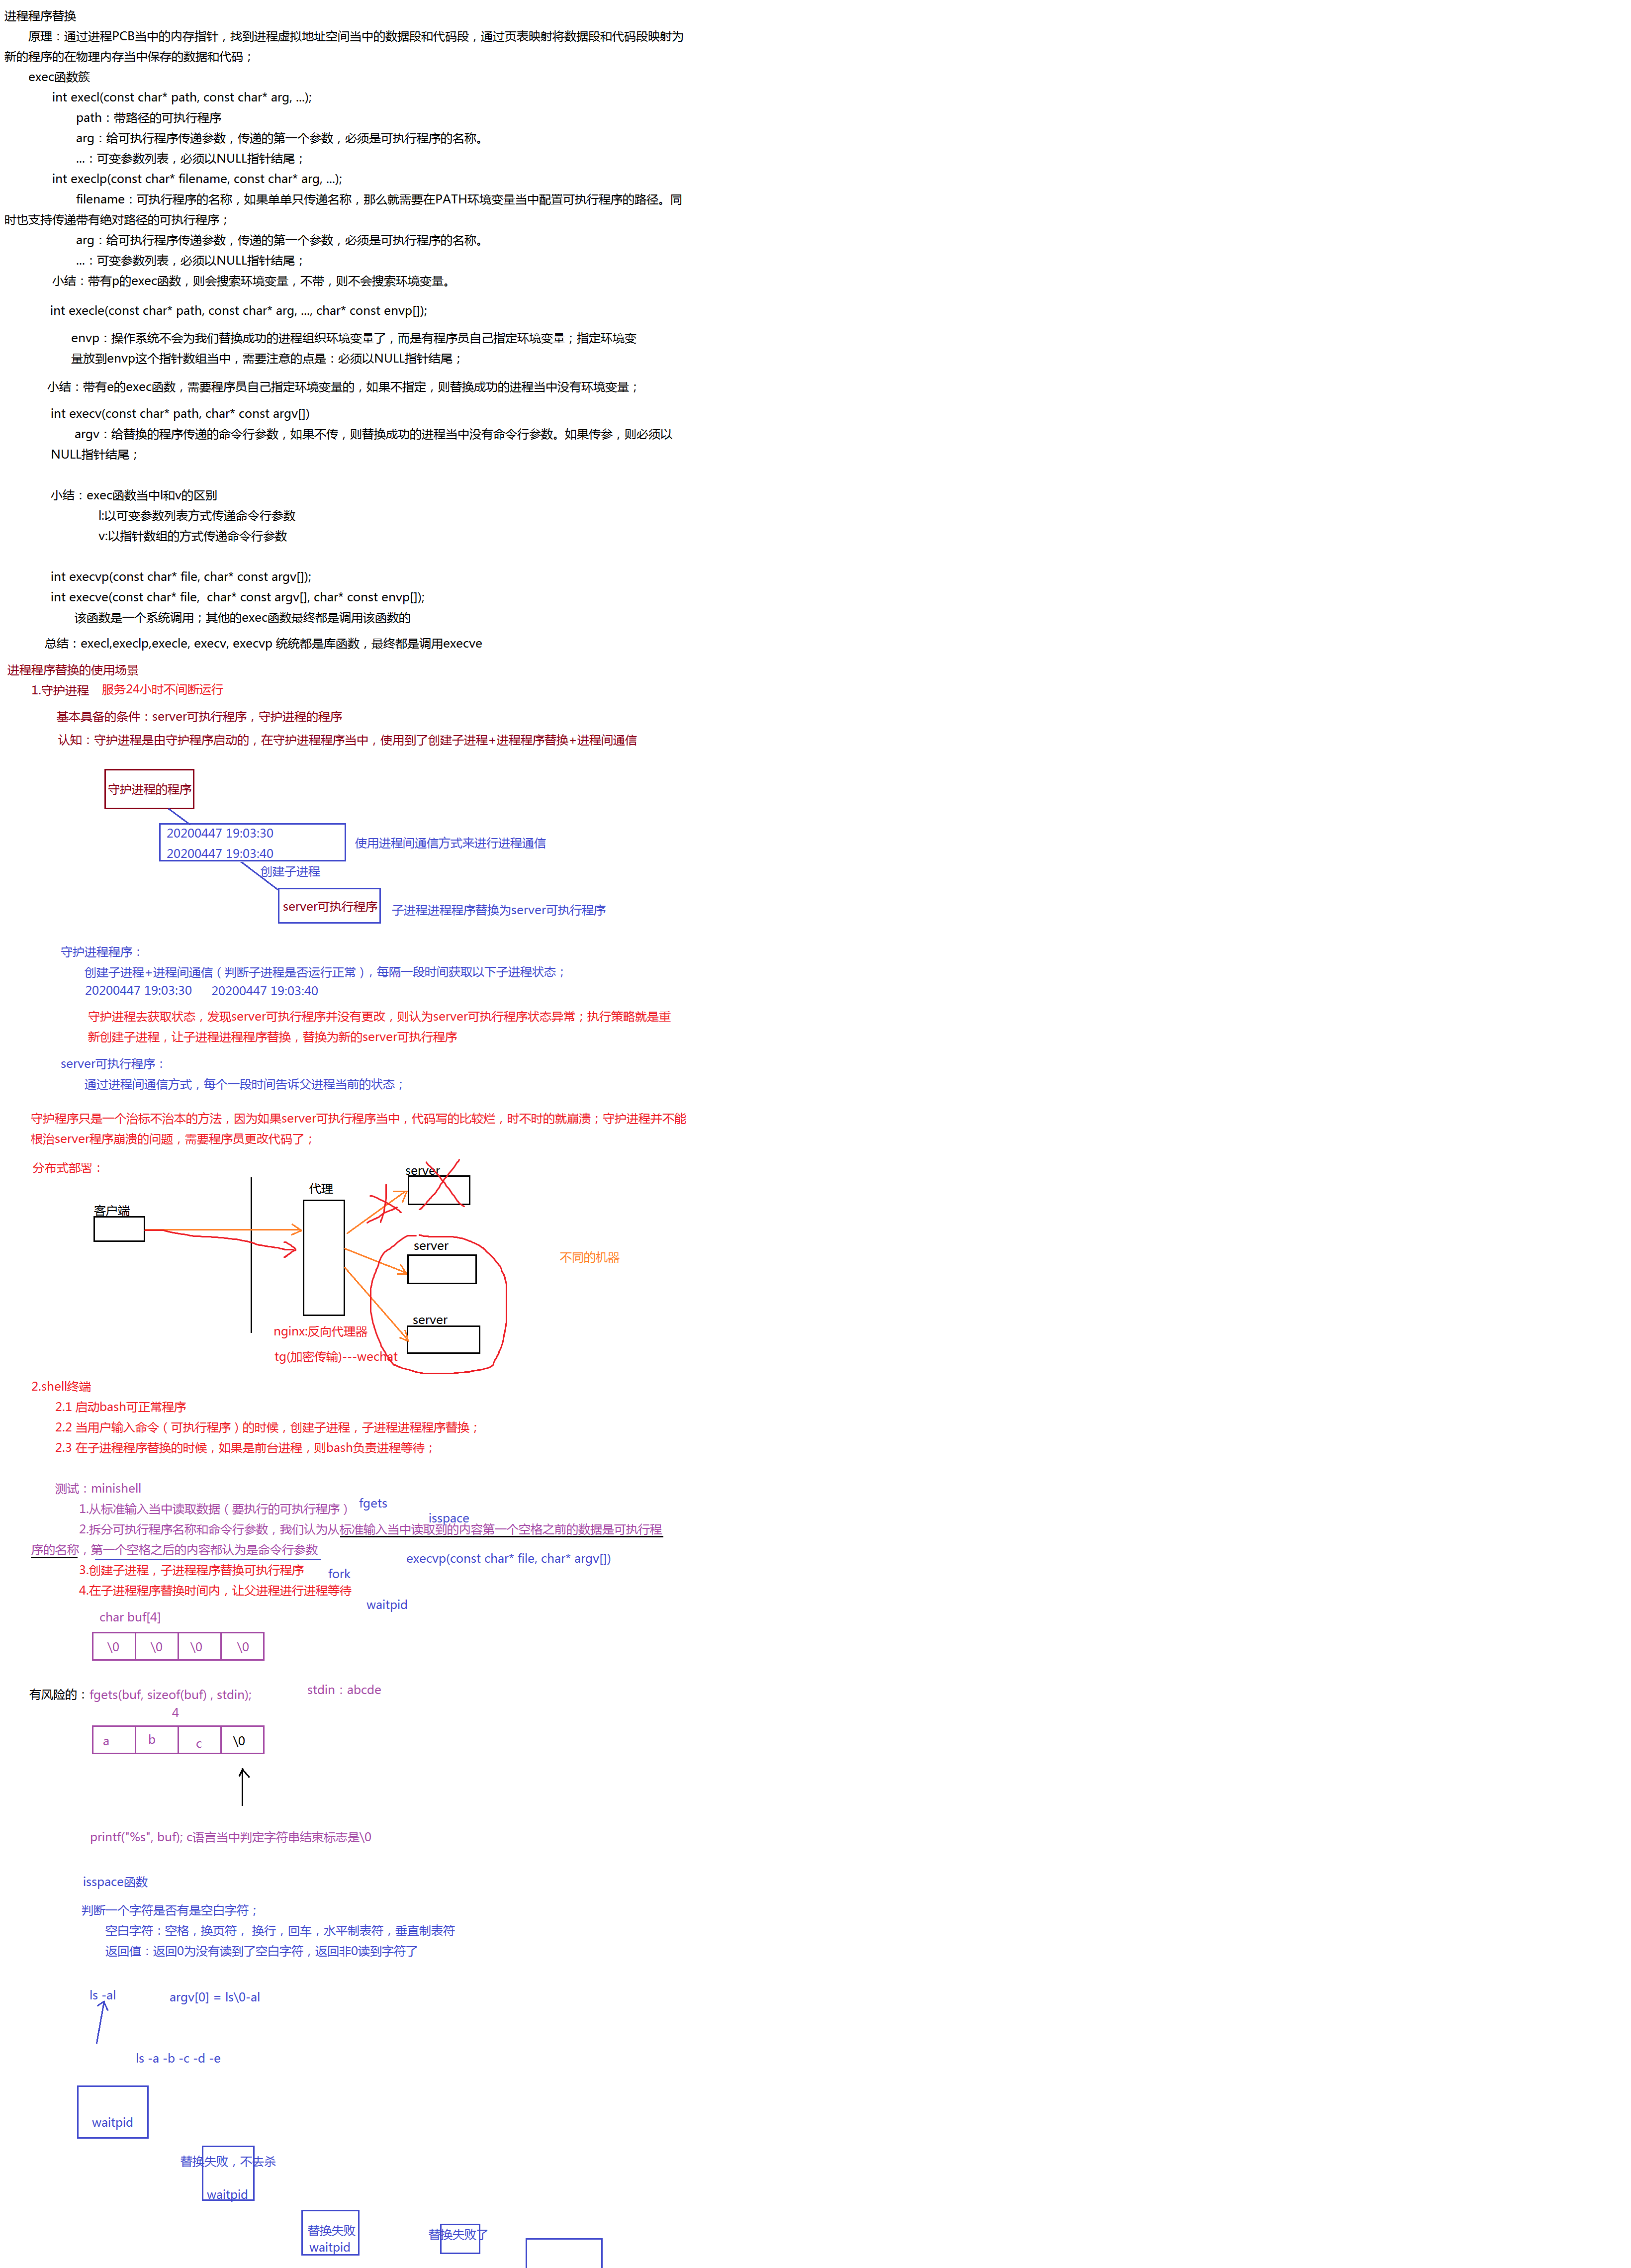 进程程序替换
原理：通过进程PCB当中的内存指针，找到进程虚拟地址空间当中的数据段和代码段，通过页表映射将数据段和代码段映射为
新的程序的在物理内存当中保存的数据和代码；
exec函数簇
int execl(const char* path, const char* arg, ...);
path：带路径的可执行程序
arg：给可执行程序传递参数，传递的第一个参数，必须是可执行程序的名称。
...：可变参数列表，必须以NULL指针结尾；
int execlp(const char* filename, const char* arg, ...);
filename：可执行程序的名称，如果单单只传递名称，那么就需要在PATH环境变量当中配置可执行程序的路径。同
时也支持传递带有绝对路径的可执行程序；
arg：给可执行程序传递参数，传递的第一个参数，必须是可执行程序的名称。
...：可变参数列表，必须以NULL指针结尾；
小结：带有p的exec函数，则会搜索环境变量，不带，则不会搜索环境变量。
int execle(const char* path, const char* arg, ..., char* const envp[]);
envp：操作系统不会为我们替换成功的进程组织环境变量了，而是有程序员自己指定环境变量；指定环境变
量放到envp这个指针数组当中，需要注意的点是：必须以NULL指针结尾；
小结：带有e的exec函数，需要程序员自己指定环境变量的，如果不指定，则替换成功的进程当中没有环境变量；
int execv(const char* path, char* const argv[])
argv：给替换的程序传递的命令行参数，如果不传，则替换成功的进程当中没有命令行参数。如果传参，则必须以
NULL指针结尾；
小结：exec函数当中l和v的区别
l:以可变参数列表方式传递命令行参数
v:以指针数组的方式传递命令行参数
int execvp(const char* file, char* const argv[]);
int execve(const char* file,  char* const argv[], char* const envp[]);
该函数是一个系统调用；其他的exec函数最终都是调用该函数的
总结：execl,execlp,execle, execv, execvp 统统都是库函数，最终都是调用execve
进程程序替换的使用场景
1.守护进程 服务24小时不间断运行
基本具备的条件：server可执行程序，守护进程的程序
认知：守护进程是由守护程序启动的，在守护进程程序当中，使用到了创建子进程+进程程序替换+进程间通信
守护进程的程序
20200447 19:03:30
20200447 19:03:40
使用进程间通信方式来进行进程通信
创建子进程
server可执行程序
子进程进程程序替换为server可执行程序
守护进程程序：
创建子进程+进程间通信（判断子进程是否运行正常），每隔一段时间获取以下子进程状态；
20200447 19:03:30 20200447 19:03:40
守护进程去获取状态，发现server可执行程序并没有更改，则认为server可执行程序状态异常；执行策略就是重
新创建子进程，让子进程进程程序替换，替换为新的server可执行程序
server可执行程序：
通过进程间通信方式，每个一段时间告诉父进程当前的状态；
守护程序只是一个治标不治本的方法，因为如果server可执行程序当中，代码写的比较烂，时不时的就崩溃；守护进程并不能
根治server程序崩溃的问题，需要程序员更改代码了；
分布式部署：
server
代理
客户端
server
不同的机器
server
nginx:反向代理器
tg(加密传输)---wechat
2.shell终端
2.1 启动bash可正常程序
2.2 当用户输入命令（可执行程序）的时候，创建子进程，子进程进程程序替换；
2.3 在子进程程序替换的时候，如果是前台进程，则bash负责进程等待；
测试：minishell
1.从标准输入当中读取数据（要执行的可执行程序） fgets
isspace
2.拆分可执行程序名称和命令行参数，我们认为从标准输入当中读取到的内容第一个空格之前的数据是可执行程
序的名称，第一个空格之后的内容都认为是命令行参数
execvp(const char* file, char* argv[])
3.创建子进程，子进程程序替换可执行程序
fork
4.在子进程程序替换时间内，让父进程进行进程等待
waitpid
char buf[4]
\0 \0 \0 \0
有风险的：fgets(buf, sizeof(buf) , stdin);
stdin：abcde
4
a b c \0
printf("%s", buf); c语言当中判定字符串结束标志是\0
isspace函数
判断一个字符是否有是空白字符；
空白字符：空格，换页符， 换行，回车，水平制表符，垂直制表符
返回值：返回0为没有读到了空白字符，返回非0读到字符了
ls -al
argv[0] = ls\0-al
ls -a -b -c -d -e
waitpid
替换失败，不去杀
waitpid
替换失败
waitpid
替换失败了